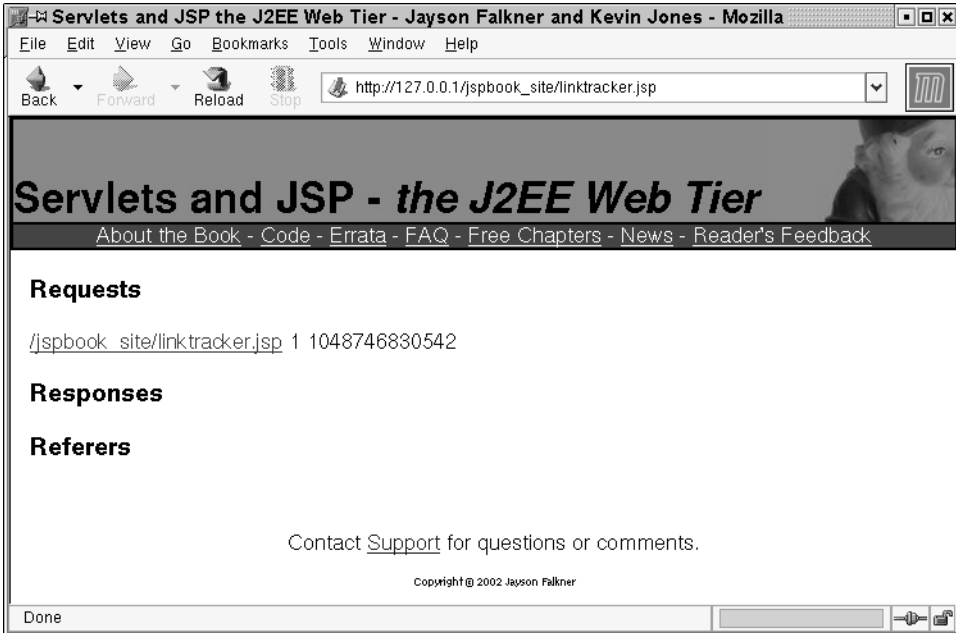 Servlets and JSP the J2EE Web Tier - Jayson Falkner and Kevin Jones - Mozilla
File Edit View Go Bookmarks Tools Window Help
Back Forward Reload Stop http://127.0.0.1/jspbook_site/linktracker.jsp
Servlets and JSP - the J2EE Web Tier
About the Book - Code - Errata - FAQ - Free Chapters - News - Reader's Feedback
Requests
/jspbook_site/linktracker.jsp 1 1048746830542
Responses
Referers
Contact Support for questions or comments.
Copyright © 2002 Jayson Falkner
Done